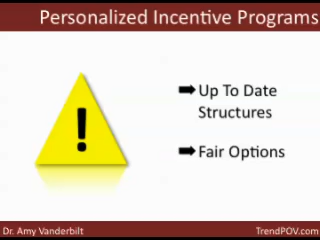 Personalized Incentive Programs
!
Up To Date
Structures
Fair Options
Dr. Amy Vanderbilt
TrendPOV.com